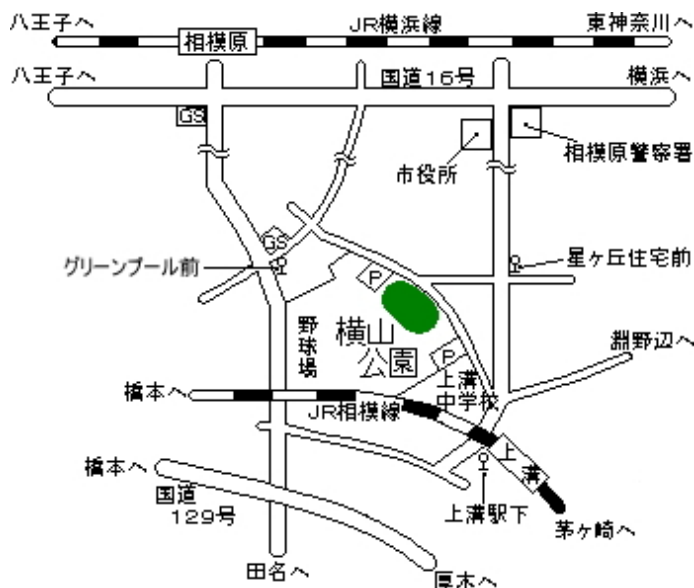 八王子へ
JR横浜線
東神奈川へ
相模原
八王子へ
国道16号
横浜へ
GS
市役所
相模原警察署
GS
グリーンプール前
星ヶ丘住宅前
P
野球場
横山
公園
P
淵野辺へ
上溝
中学校
橋本へ
JR相模線
上溝
橋本へ
国道
129号
上溝駅下
茅ヶ崎へ
田名へ
厚木へ